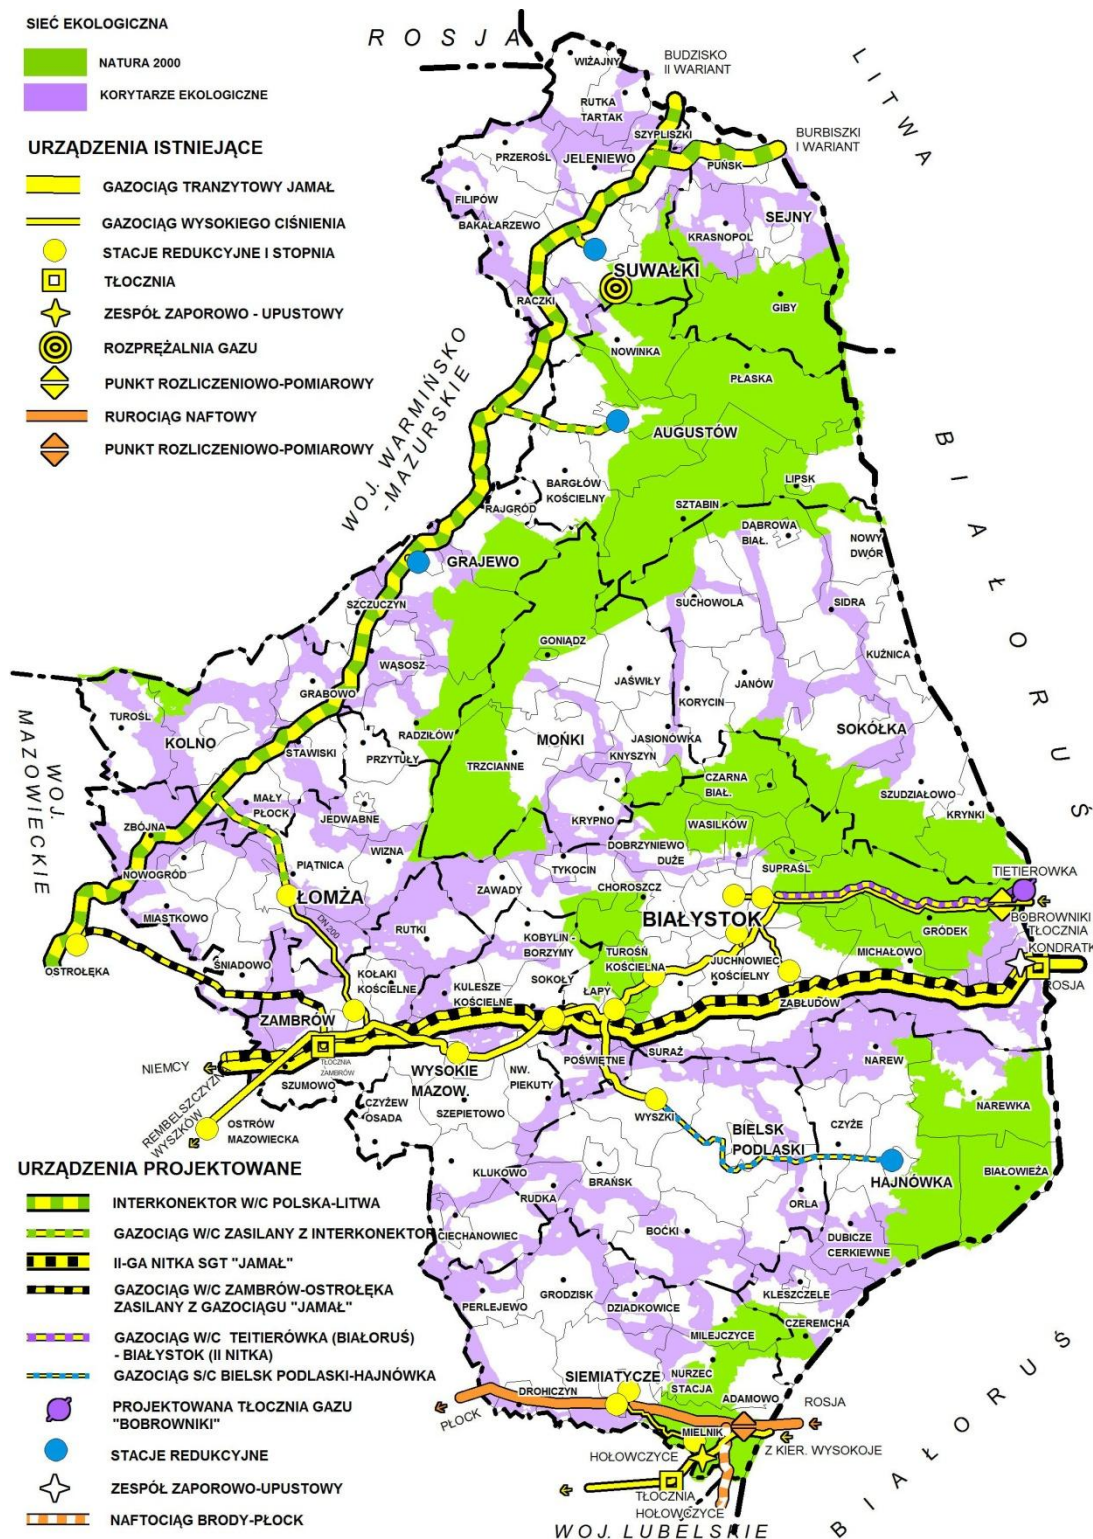 SIEĆ EKOLOGICZNA
NATURA 2000
KORYTARZE EKOLOGICZNE
URZĄDZENIA ISTNIEJĄCE
GAZOCIĄG TRANZYTOWY JAMAŁ
GAZOCIĄG WYSOKIEGO CIŚNIENIA
STACJE REDUKCYJNE I STOPNIA
TŁOCZNIA
ZESPÓŁ ZAPOROWO - UPUSTOWY
ROZPRĘŻALNIA GAZU
PUNKT ROZLICZENIOWO-POMIAROWY
RUROCIĄG NAFTOWY
PUNKT ROZLICZENIOWO-POMIAROWY
ROSJA
LITWA
BIAŁORUŚ
BIAŁORUŚ
WOJ. WARMIŃSKO
-MAZURSKIE
WOJ.
MAZOWIECKIE
WOJ. LUBELSKIE
BUDZISKO
II WARIANT
BURBISZKI
I WARIANT
WIŻAJNY
RUTKA
TARTAK
SZYPLISZKI
PUŃSK
PRZEROŚL
JELENIEWO
FILIPÓW
BAKAŁARZEWO
SEJNY
KRASNOPOL
SUWAŁKI
RACZKI
GIBY
NOWINKA
PŁASKA
AUGUSTÓW
BARGŁÓW
KOŚCIELNY
LIPSK
RAJGRÓD
SZTABIN
DĄBROWA
BIAŁ.
NOWY
DWÓR
GRAJEWO
SZCZUCZYN
SUCHOWOLA
SIDRA
GONIĄDZ
KUŹNICA
WĄSOSZ
JAŚWIŁY
JANÓW
GRABOWO
KORYCIN
TUROŚL
KOLNO
RADZIŁÓW
MOŃKI
JASIONÓWKA
SOKÓŁKA
STAWISKI
PRZYTUŁY
TRZCIANNE
KNYSZYN
CZARNA
BIAŁ.
SZUDZIAŁOWO
MAŁY
PŁOCK
JEDWABNE
KRYNKI
ZBÓJNA
KRYPNO
WASILKÓW
WIZNA
DOBRZYNIEWO
DUŻE
NOWOGRÓD
PIĄTNICA
TYKOCIN
SUPRAŚL
TIETIEROWKA
ŁOMŻA
ZAWADY
CHOROSZCZ
MIASTKOWO
DN 200
BIAŁYSTOK
BOBROWNIKI
TŁOCZNIA
GRÓDEK
RUTKI
KOBYLIN -
BORZYMY
TUROŚŃ
KOŚCIELNA
MICHAŁOWO
KONDRATK
OSTROŁĘKA
ŚNIADOWO
KOŁAKI
KOŚCIELNE
SOKOŁY
JUCHNOWIEC
KOŚCIELNY
KULESZE
KOŚCIELNE
ŁAPY
ZABŁUDÓW
ROSJA
ZAMBRÓW
POŚWIĘTNE
SURAŻ
NAREW
NIEMCY
TŁOCZNIA
ZAMBRÓW
SZUMOWO
WYSOKIE
MAZOW.
NW.
PIEKUTY
REMBELSZCZYZNA
WYSZKÓW
CZYŻEW
OSADA
SZEPIETOWO
NAREWKA
OSTRÓW
MAZOWIECKA
WYSZKI
BIELSK
PODLASKI
CZYŻE
KLUKOWO
BRAŃSK
HAJNÓWKA
BIAŁOWIEŻA
RUDKA
ORLA
CIECHANOWIEC
BOĆKI
DUBICZE
CERKIEWNE
GRODZISK
KLESZCZELE
PERLEJEWO
DZIADKOWICE
CZEREMCHA
MILEJCZYCE
SIEMIATYCZE
NURZEC
STACJA
DROHICZYN
ADAMOWO
ROSJA
PŁOCK
MIELNIK
Z KIER. WYSOKOJE
HOŁOWCZYCE
TŁOCZNIA
HOŁOWCZYCE
URZĄDZENIA PROJEKTOWANE
INTERKONEKTOR W/C POLSKA-LITWA
GAZOCIĄG W/C ZASILANY Z INTERKONEKTOR
II-GA NITKA SGT "JAMAŁ"
GAZOCIĄG W/C ZAMBRÓW-OSTROŁĘKA
ZASILANY Z GAZOCIĄGU "JAMAŁ"
GAZOCIĄG W/C TEITIERÓWKA (BIAŁORUŚ)
- BIAŁYSTOK (II NITKA)
GAZOCIĄG S/C BIELSK PODLASKI-HAJNÓWKA
PROJEKTOWANA TŁOCZNIA GAZU
"BOBROWNIKI"
STACJE REDUKCYJNE
ZESPÓŁ ZAPOROWO-UPUSTOWY
NAFTOCIĄG BRODY-PŁOCK